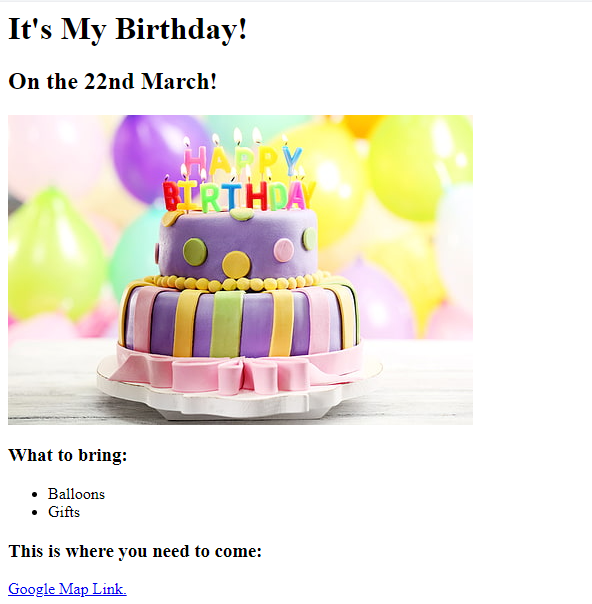 It's My Birthday!
On the 22nd March!
HAPPY
BIRTHDAY
What to bring:
Balloons
Gifts
This is where you need to come:
Google Map Link.